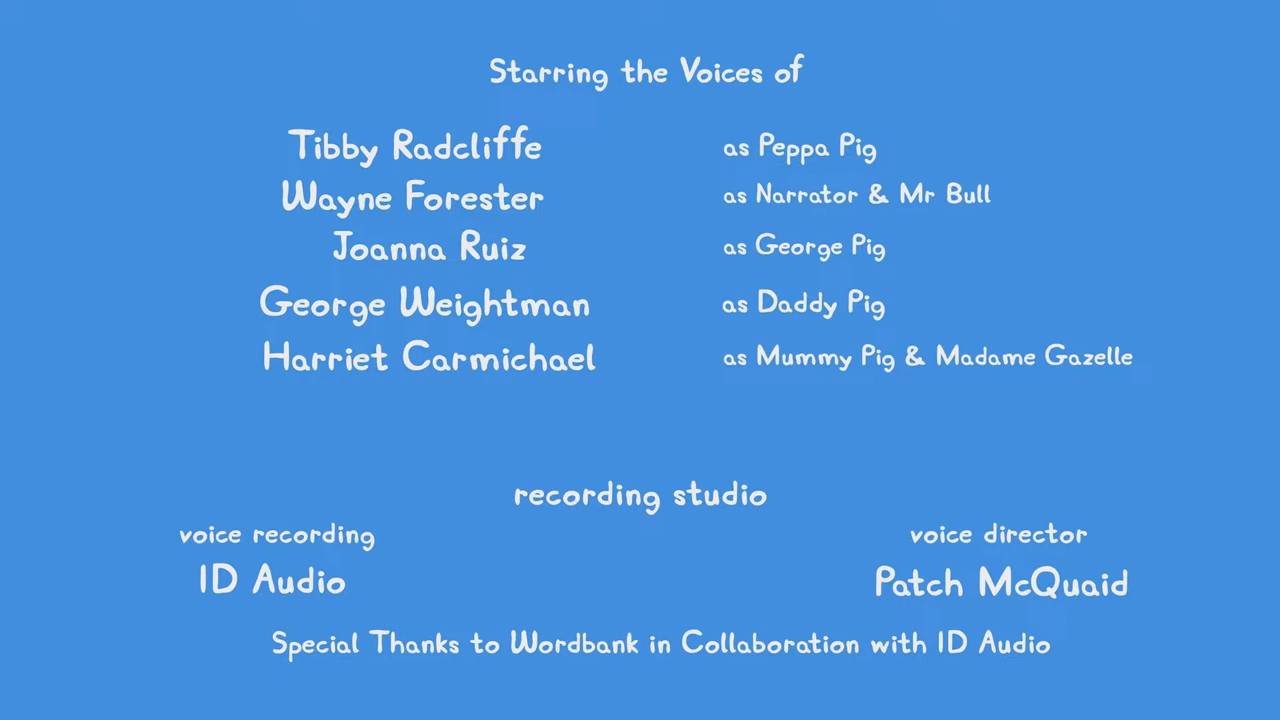 Starring the Voices of
Tibby Radcliffe as Peppa Pig
Wayne Forester as Narrator & Mr Bull
Joanna Ruiz as George Pig
George Weightman as Daddy Pig
Harriet Carmichael as Mummy Pig & Madame Gazelle
recording studio
voice recording voice director
ID Audio Patch McQuaid
Special Thanks to Wordbank in Collaboration with ID Audio